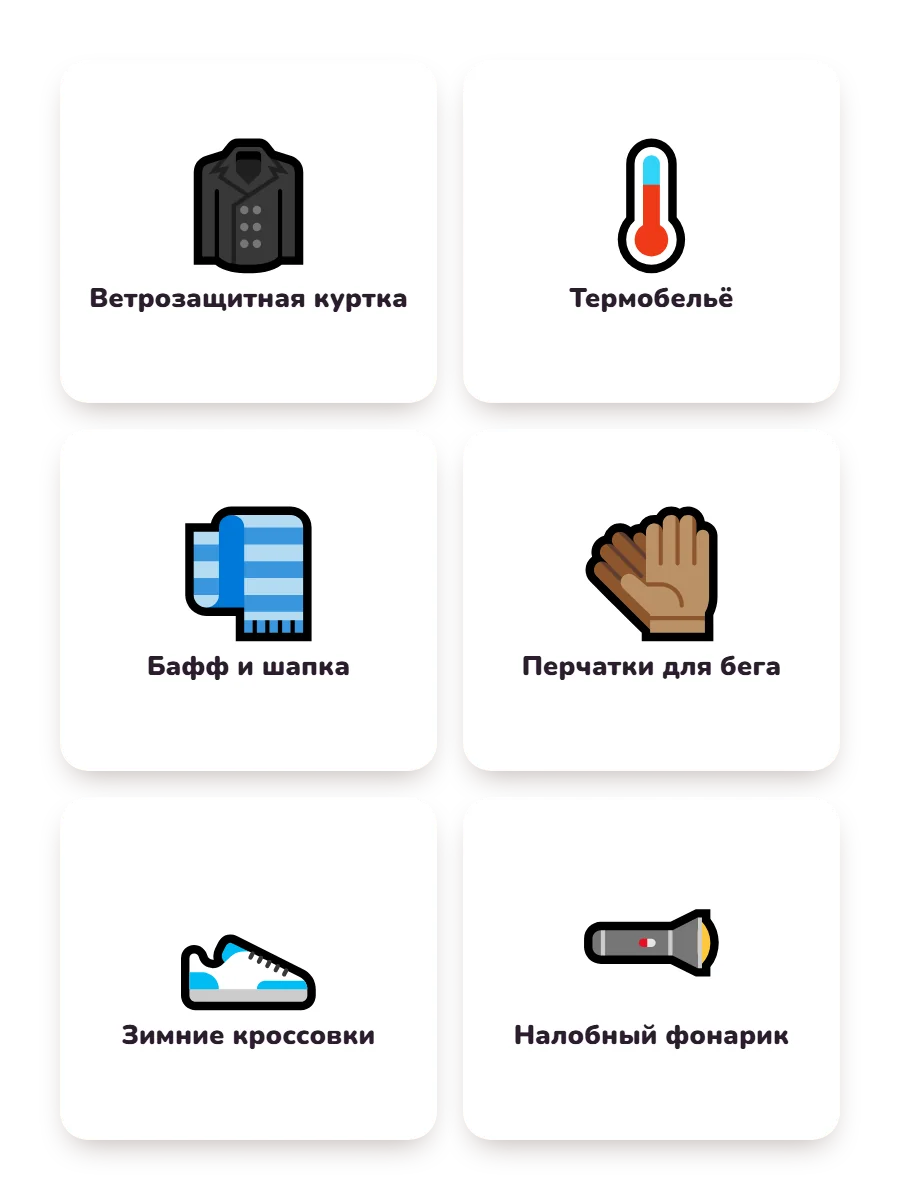 Ветрозащитная куртка
Термобельё
Бафф и шапка
Перчатки для бега
Зимние кроссовки
Налобный фонарик